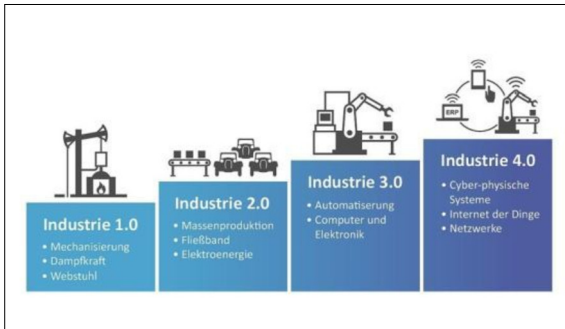 Industrie 1.0
• Mechanisierung
• Dampfkraft
• Webstuhl
Industrie 2.0
• Massenproduktion
• Fließband
• Elektroenergie
Industrie 3.0
• Automatiserung
• Computer und
Elektronik
ERP
Industrie 4.0
• Cyber-physische
Systeme
• Internet der Dinge
• Netzwerke